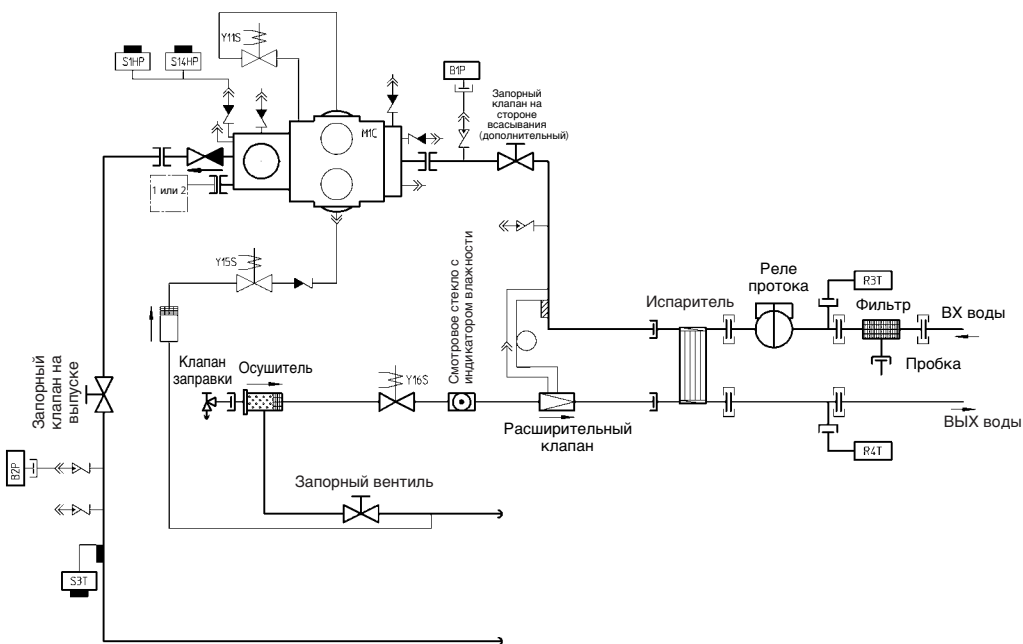 Y11S
S1HP
S14HP
B1P
Запорный
клапан на
стороне
всасывания
(дополнительный)
M1C
1 или 2
Y15S
Смотровое стекло с
индикатором влажности
Реле
протока
R3T
Испаритель
Фильтр
ВХ воды
Пробка
Запорный
клапан на
выпуске
Клапан
заправки
Осушитель
Y16S
Расширительный
клапан
ВЫХ воды
R4T
B2P
Запорный вентиль
S3T